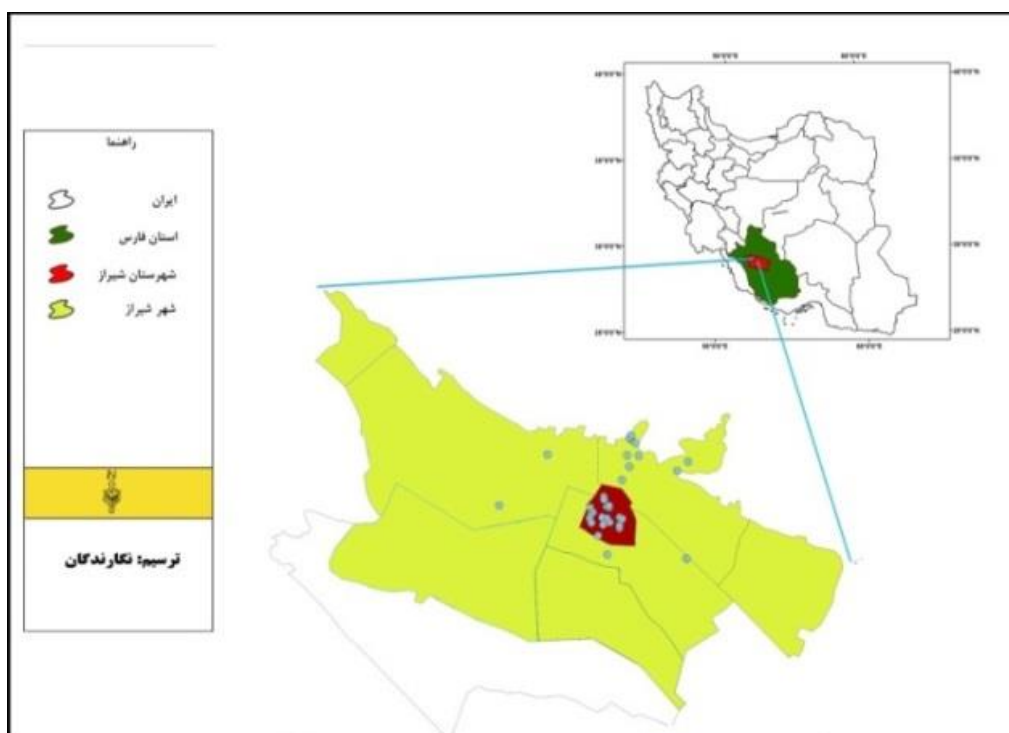 راهنما
ایران
استان فارس
شهرستان شیراز
شهر شیراز
N
ترسیم: نگارندگان